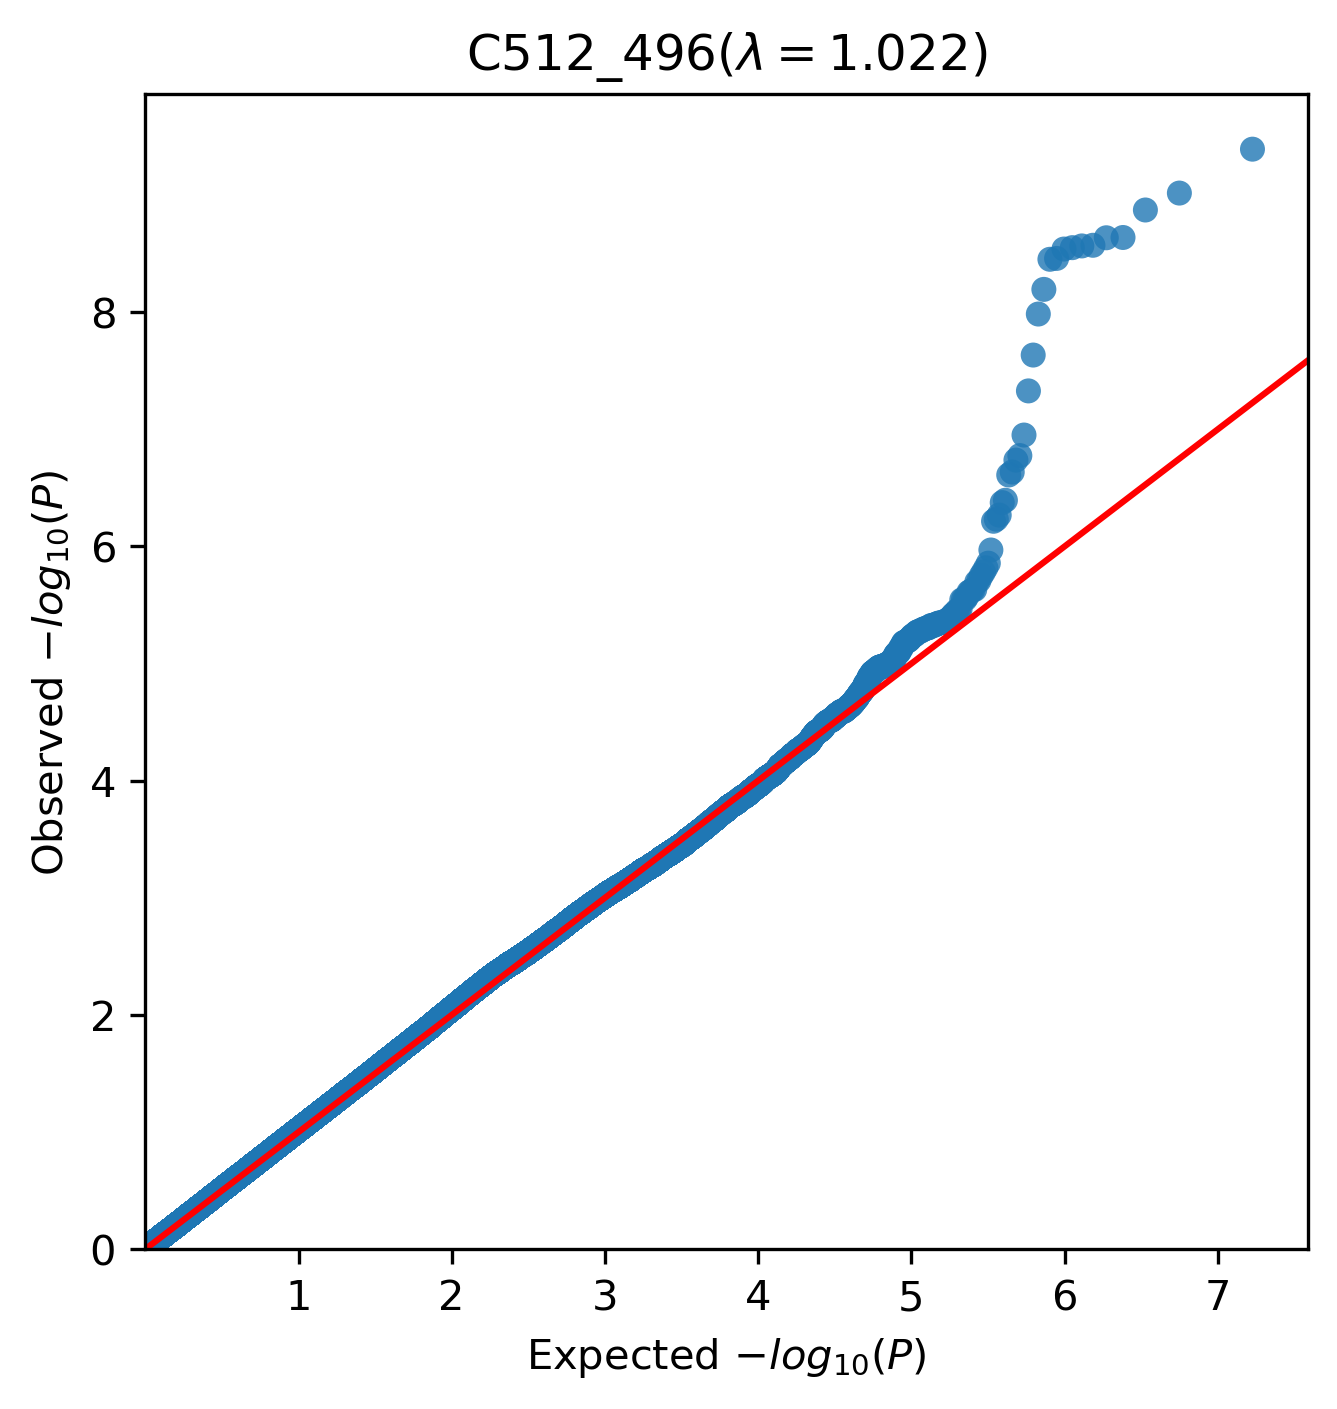 C512_496(λ = 1.022)
Observed −log₁₀(P)
8
6
4
2
0
1 2 3 4 5 6 7
Expected −log₁₀(P)